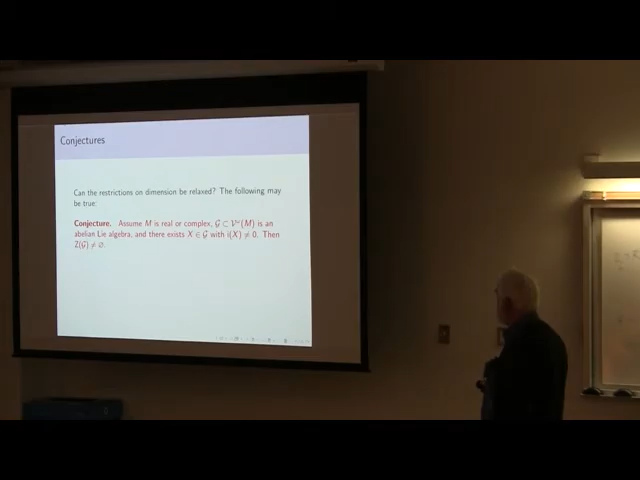 Conjectures
Can the restrictions on dimension be relaxed? The following may
be true:
Conjecture. Assume M is real or complex, 𝒢 ⊂ 𝒱ω(M) is an
abelian Lie algebra, and there exists X ∈ 𝒢 with i(X) ≠ 0. Then
Z(𝒢) ≠ ∅.